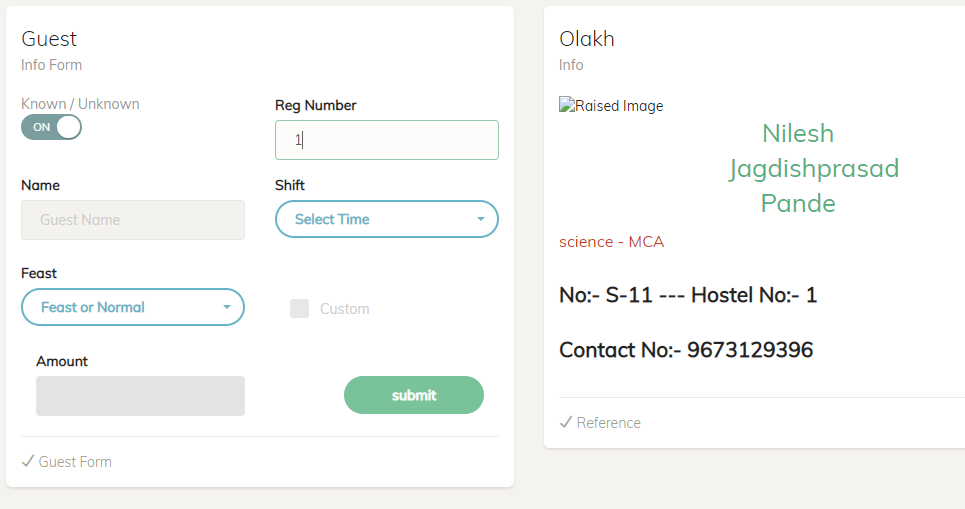 Guest
Info Form
Known / Unknown
ON
Reg Number
1
Name
Guest Name
Shift
Select Time
Feast
Feast or Normal
Custom
Amount
submit
Guest Form
Olakh
Info
Raised Image
Nilesh
Jagdishprasad
Pande
science - MCA
No:- S-11 --- Hostel No:- 1
Contact No:- 9673129396
Reference